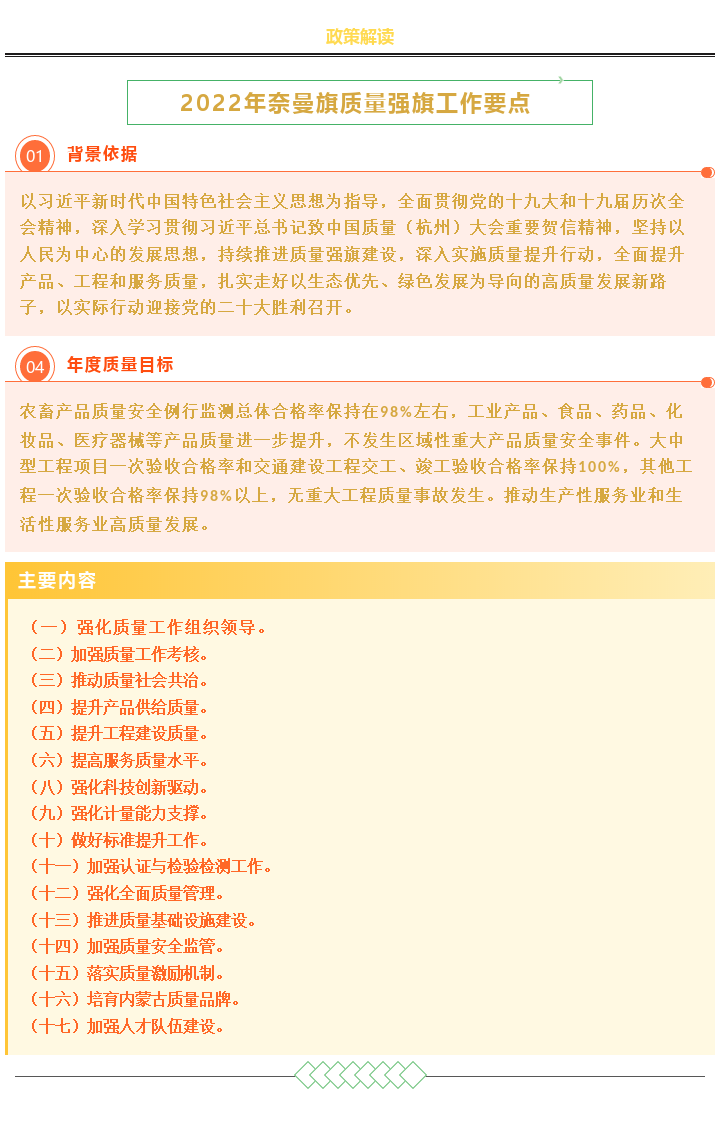 政策解读
2022年奈曼旗质量强旗工作要点
01 背景依据
以习近平新时代中国特色社会主义思想为指导，全面贯彻党的十九大和十九届历次全
会精神，深入学习贯彻习近平总书记致中国质量（杭州）大会重要贺信精神，坚持以
人民为中心的发展思想，持续推进质量强旗建设，深入实施质量提升行动，全面提升
产品、工程和服务质量，扎实走好以生态优先、绿色发展为导向的高质量发展新路
子，以实际行动迎接党的二十大胜利召开。
04 年度质量目标
农畜产品质量安全例行监测总体合格率保持在98%左右，工业产品、食品、药品、化
妆品、医疗器械等产品质量进一步提升，不发生区域性重大产品质量安全事件。大中
型工程项目一次验收合格率和交通建设工程交工、竣工验收合格率保持100%，其他工
程一次验收合格率保持98%以上，无重大工程质量事故发生。推动生产性服务业和生
活性服务业高质量发展。
主要内容
（一）强化质量工作组织领导。
（二）加强质量工作考核。
（三）推动质量社会共治。
（四）提升产品供给质量。
（五）提升工程建设质量。
（六）提高服务质量水平。
（八）强化科技创新驱动。
（九）强化计量能力支撑。
（十）做好标准提升工作。
（十一）加强认证与检验检测工作。
（十二）强化全面质量管理。
（十三）推进质量基础设施建设。
（十四）加强质量安全监管。
（十五）落实质量激励机制。
（十六）培育内蒙古质量品牌。
（十七）加强人才队伍建设。